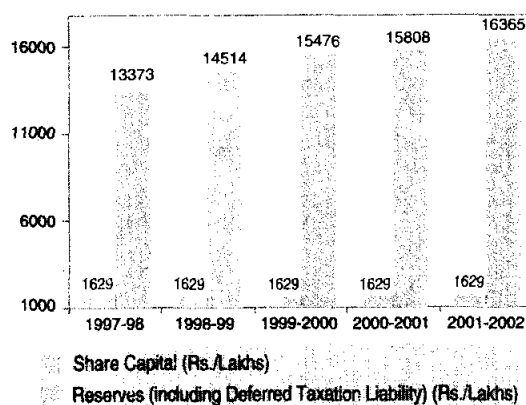 16365
16000
15808
15476
14514
13373
11000
6000
1629 1629 1629 1629 1629
1000
1997-98 1998-99 1999-2000 2000-2001 2001-2002
Share Capital (Rs./Lakhs)
Reserves (including Deferred Taxation Liability) (Rs./Lakhs)